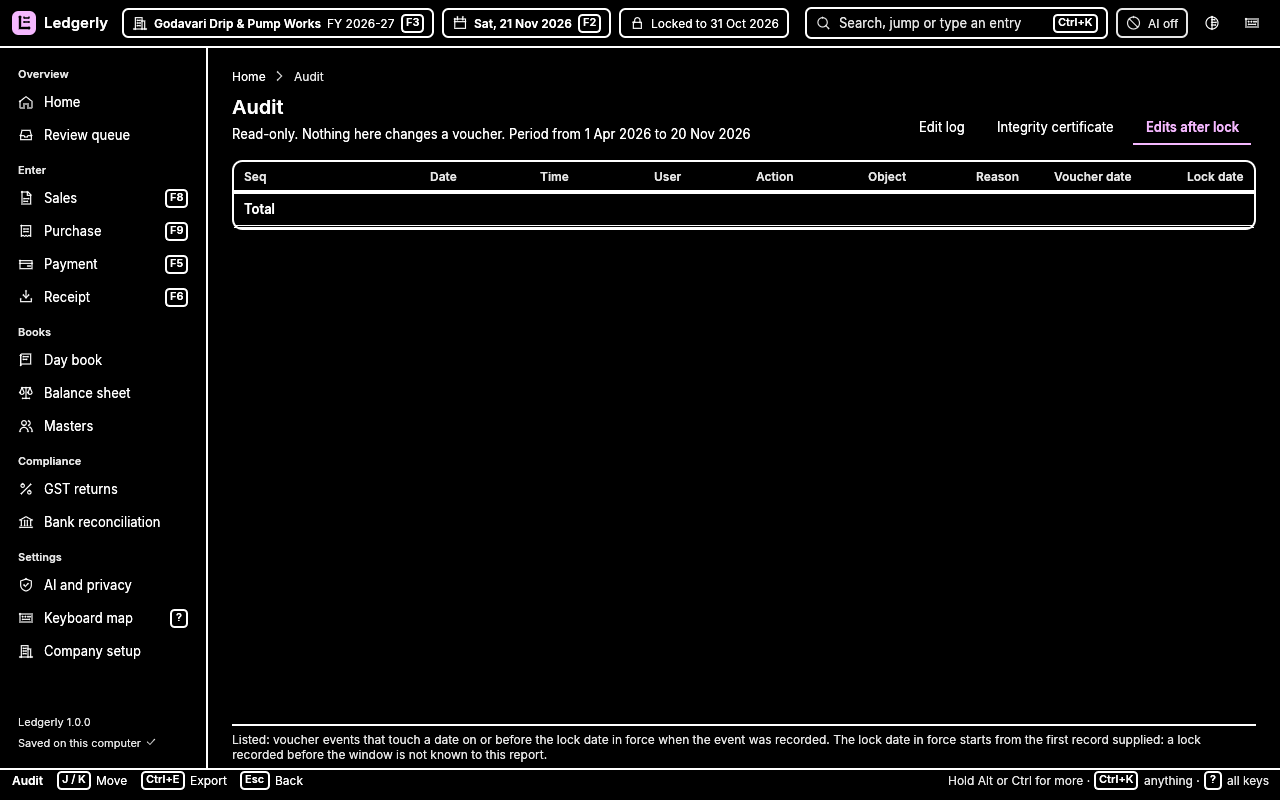 Ledgerly
Godavari Drip & Pump Works FY 2026-27 F3
Sat, 21 Nov 2026 F2
Locked to 31 Oct 2026
Search, jump or type an entry Ctrl+K
AI off
Overview
Home
Review queue
Enter
Sales F8
Purchase F9
Payment F5
Receipt F6
Books
Day book
Balance sheet
Masters
Compliance
GST returns
Bank reconciliation
Settings
AI and privacy
Keyboard map ?
Company setup
Ledgerly 1.0.0
Saved on this computer
Home Audit
Audit
Read-only. Nothing here changes a voucher. Period from 1 Apr 2026 to 20 Nov 2026
Edit log Integrity certificate Edits after lock
Seq Date Time User Action Object Reason Voucher date Lock date
Total
Listed: voucher events that touch a date on or before the lock date in force when the event was recorded. The lock date in force starts from the first record supplied: a lock
recorded before the window is not known to this report.
Audit J / K Move Ctrl+E Export Esc Back
Hold Alt or Ctrl for more · Ctrl+K anything · ? all keys